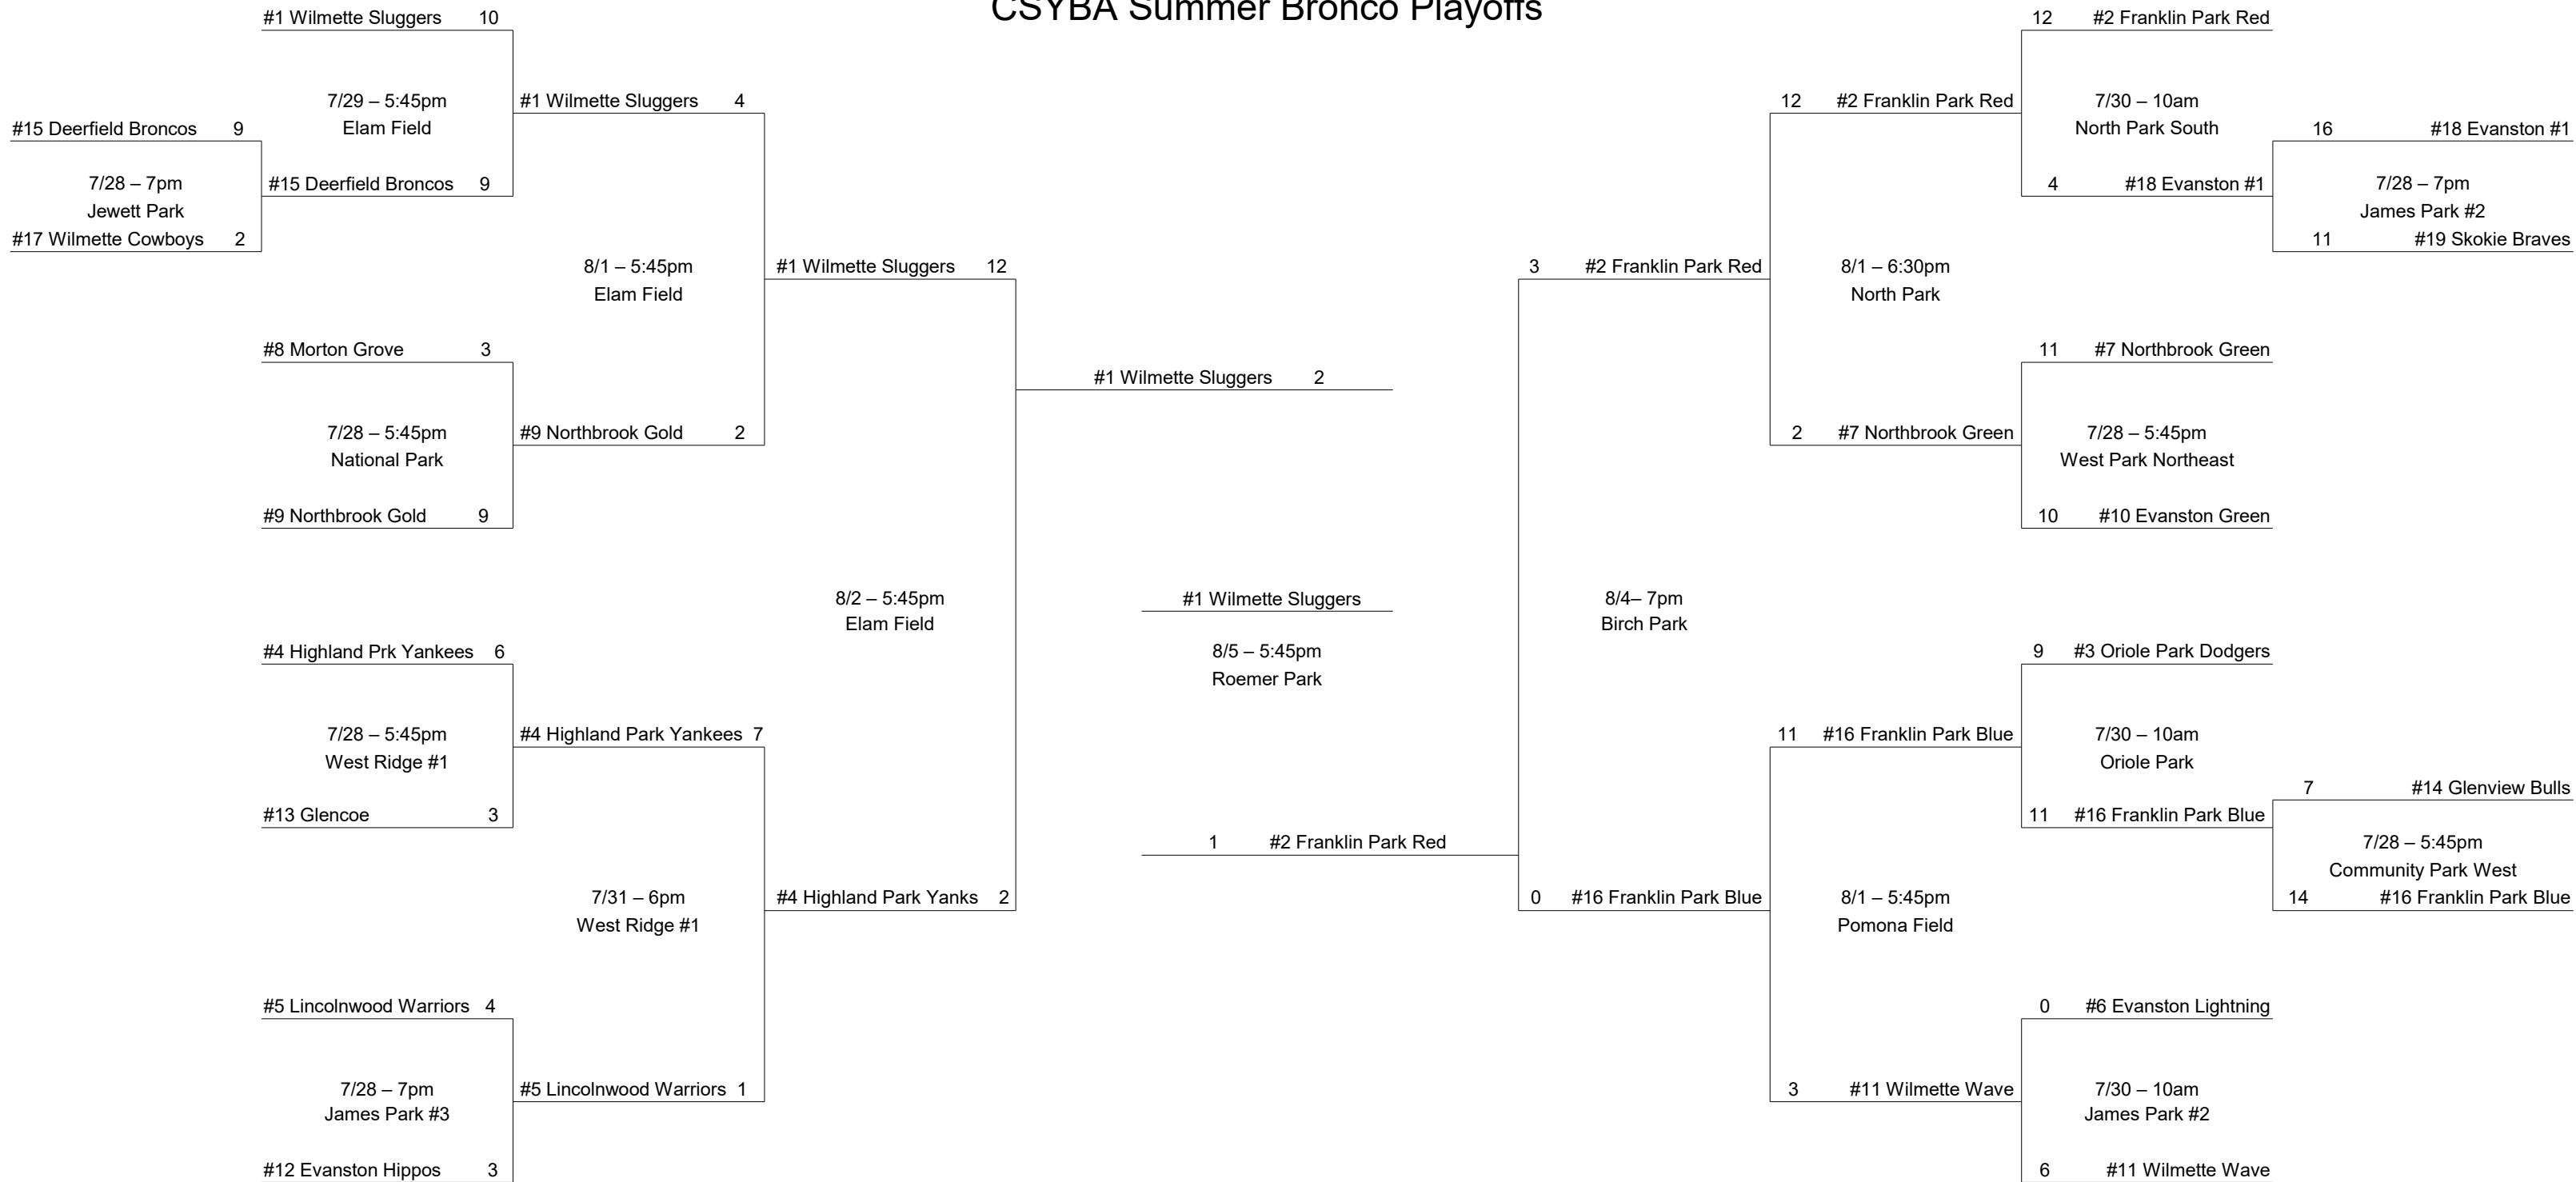 CSYBA Summer Bronco Playoffs
#1 Wilmette Sluggers 10
7/29 – 5:45pm
Elam Field
#15 Deerfield Broncos 9
7/28 – 7pm
Jewett Park
#17 Wilmette Cowboys 2
#15 Deerfield Broncos 9
#1 Wilmette Sluggers 4
8/1 – 5:45pm
Elam Field
#8 Morton Grove 3
7/28 – 5:45pm
National Park
#9 Northbrook Gold 9
#9 Northbrook Gold 2
#1 Wilmette Sluggers 12
8/2 – 5:45pm
Elam Field
#4 Highland Prk Yankees 6
7/28 – 5:45pm
West Ridge #1
#13 Glencoe 3
#4 Highland Park Yankees 7
7/31 – 6pm
West Ridge #1
#5 Lincolnwood Warriors 4
7/28 – 7pm
James Park #3
#12 Evanston Hippos 3
#5 Lincolnwood Warriors 1
#4 Highland Park Yanks 2
#1 Wilmette Sluggers 2
#1 Wilmette Sluggers
8/5 – 5:45pm
Roemer Park
1 #2 Franklin Park Red
3 #2 Franklin Park Red
8/4– 7pm
Birch Park
0 #16 Franklin Park Blue
12 #2 Franklin Park Red
8/1 – 6:30pm
North Park
2 #7 Northbrook Green
12 #2 Franklin Park Red
7/30 – 10am
North Park South
4 #18 Evanston #1
16 #18 Evanston #1
7/28 – 7pm
James Park #2
11 #19 Skokie Braves
11 #7 Northbrook Green
7/28 – 5:45pm
West Park Northeast
10 #10 Evanston Green
11 #16 Franklin Park Blue
8/1 – 5:45pm
Pomona Field
3 #11 Wilmette Wave
9 #3 Oriole Park Dodgers
7/30 – 10am
Oriole Park
11 #16 Franklin Park Blue
7 #14 Glenview Bulls
7/28 – 5:45pm
Community Park West
14 #16 Franklin Park Blue
0 #6 Evanston Lightning
7/30 – 10am
James Park #2
6 #11 Wilmette Wave